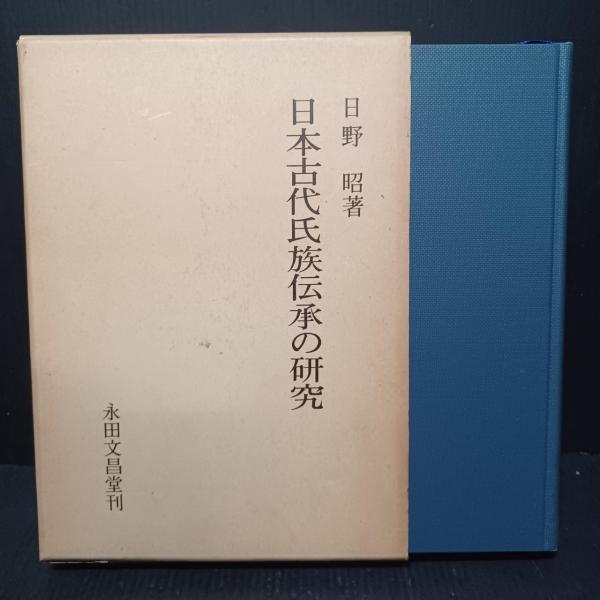 日野 昭著
日本古代氏族伝承の研究
永田文昌堂刊